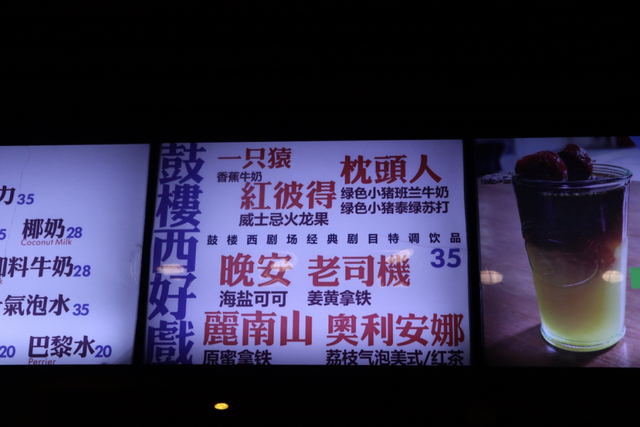 力35
5 椰奶28
Coconut Milk
加料牛奶28
氣泡水 35
20 巴黎水20
Perrier
鼓樓西好戲
一只猿
香蕉牛奶
枕頭人
绿色小猪班兰牛奶
绿色小猪泰绿苏打
紅彼得
威士忌火龙果
鼓楼西剧场经典剧目特调饮品
35
晚安
海盐可可
老司機
姜黄拿铁
麗南山
原蜜拿铁
奧利安娜
荔枝气泡美式/红茶